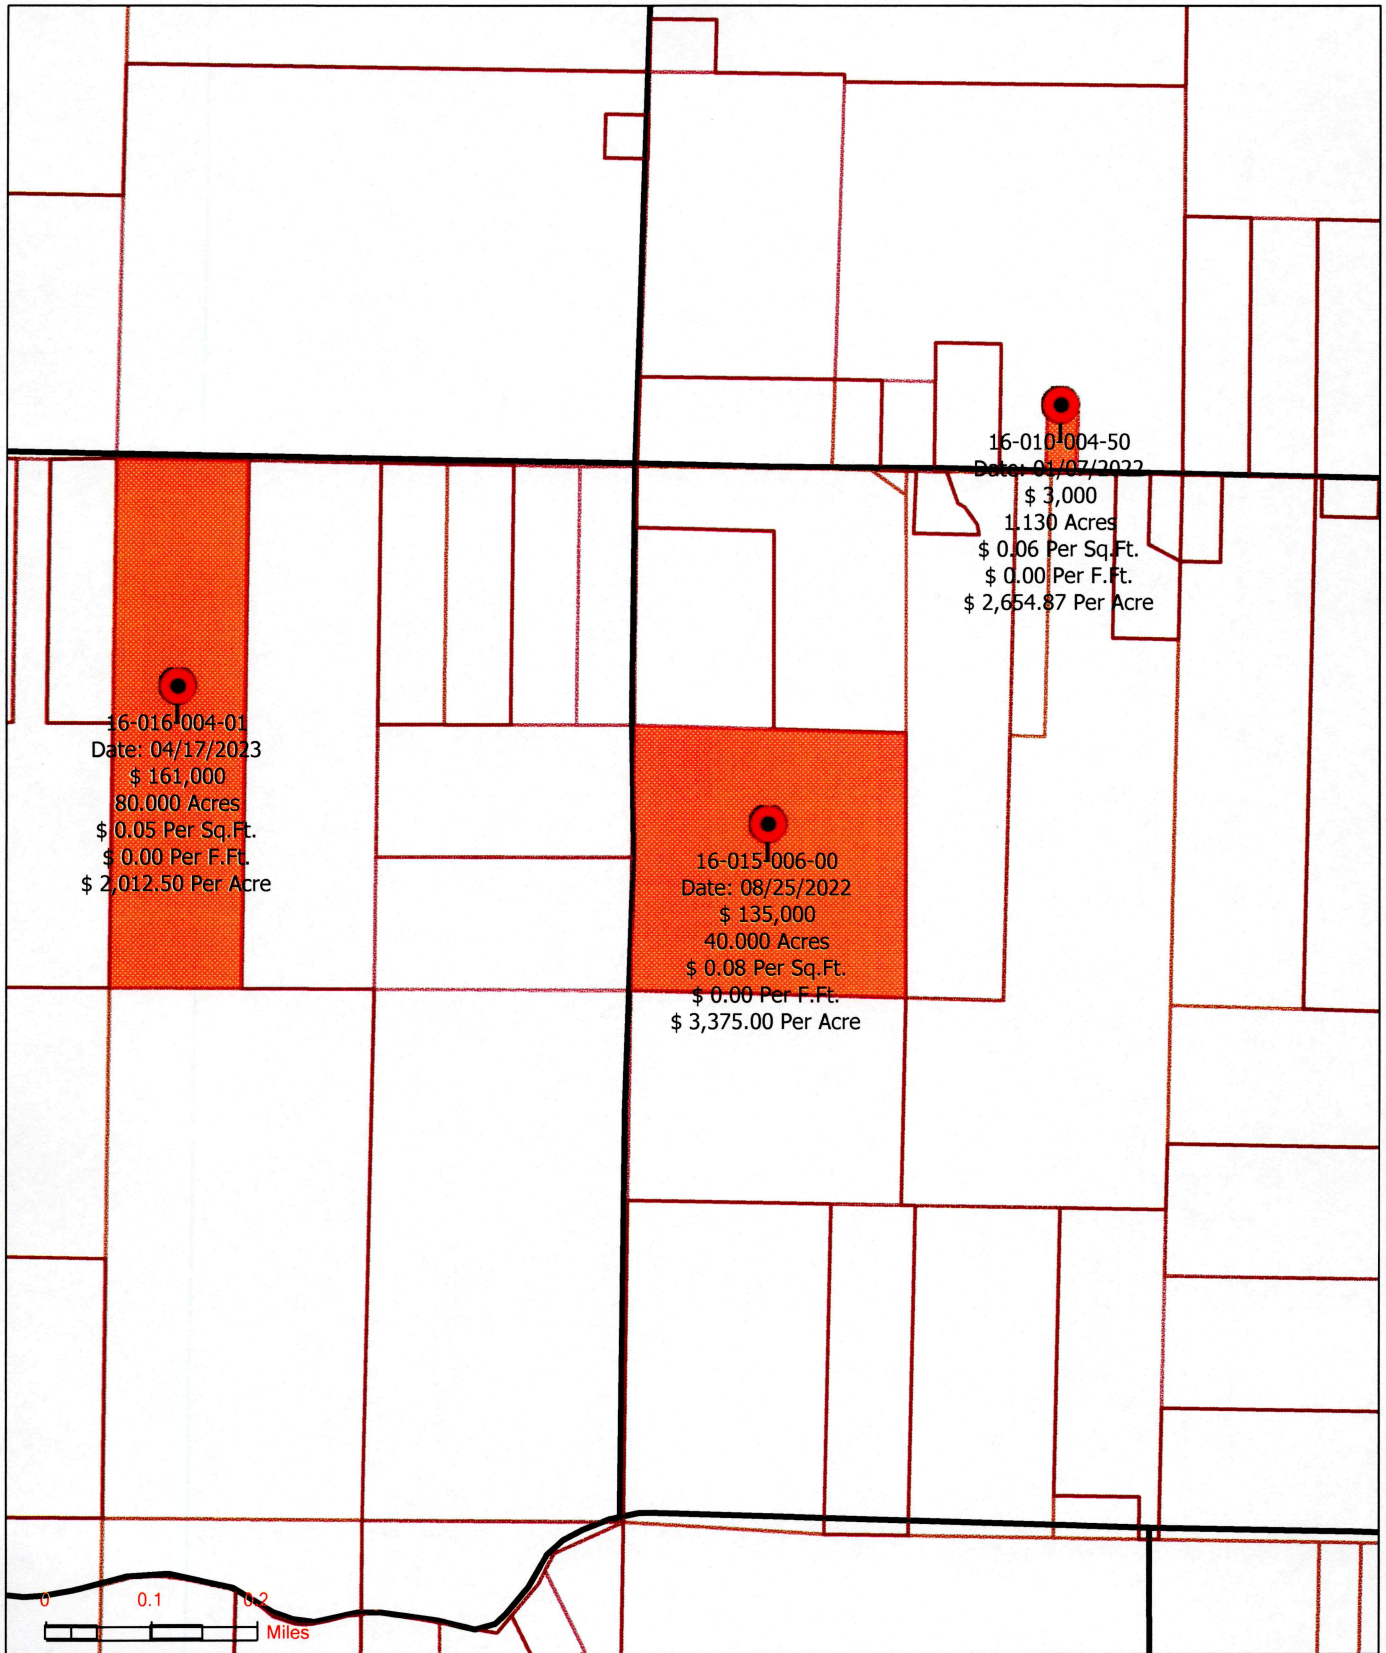 16-010-004-50
Date: 01/07/2022
$ 3,000
1.130 Acres
$ 0.06 Per Sq.Ft.
$ 0.00 Per F.Ft.
$ 2,654.87 Per Acre
16-016-004-01
Date: 04/17/2023
$ 161,000
80.000 Acres
$ 0.05 Per Sq.Ft.
$ 0.00 Per F.Ft.
$ 2,012.50 Per Acre
16-015-006-00
Date: 08/25/2022
$ 135,000
40.000 Acres
$ 0.08 Per Sq.Ft.
$ 0.00 Per F.Ft.
$ 3,375.00 Per Acre
0 0.1 0.2
Miles